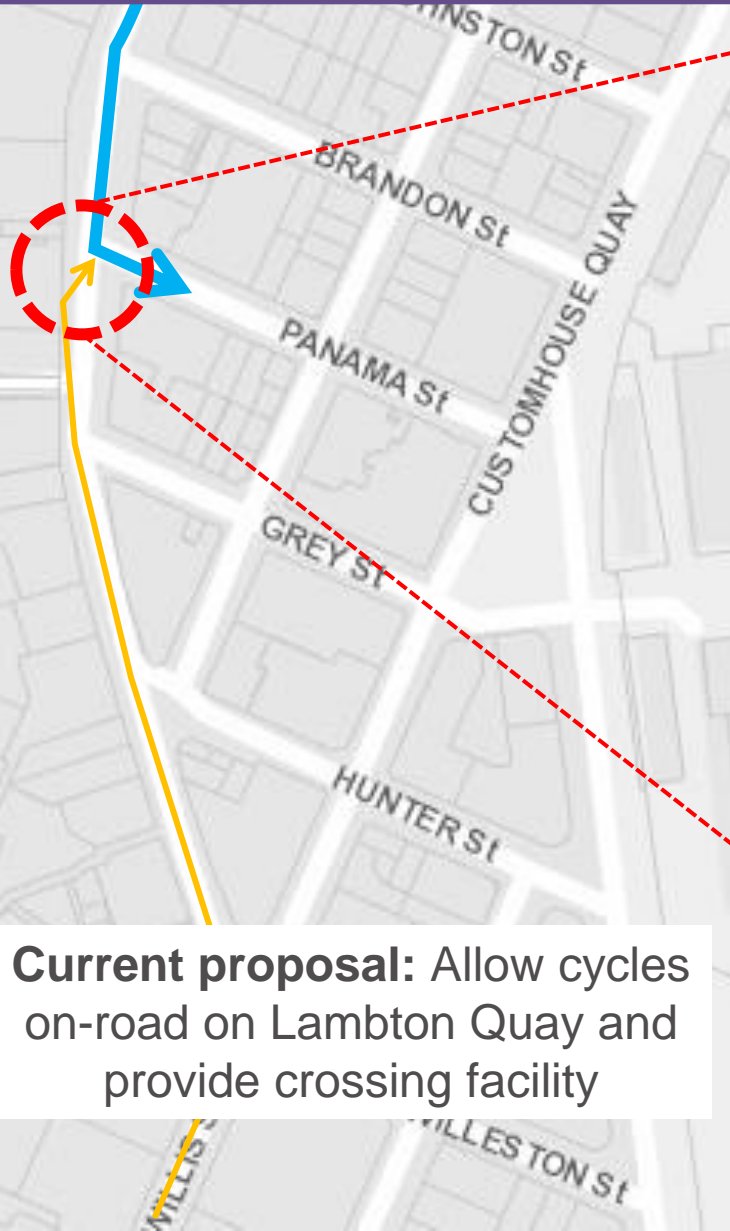 BRANDON St
CUSTOMHOUSE QUAY
PANAMA St
GREY St
HUNTER St
Current proposal: Allow cycles
on-road on Lambton Quay and
provide crossing facility